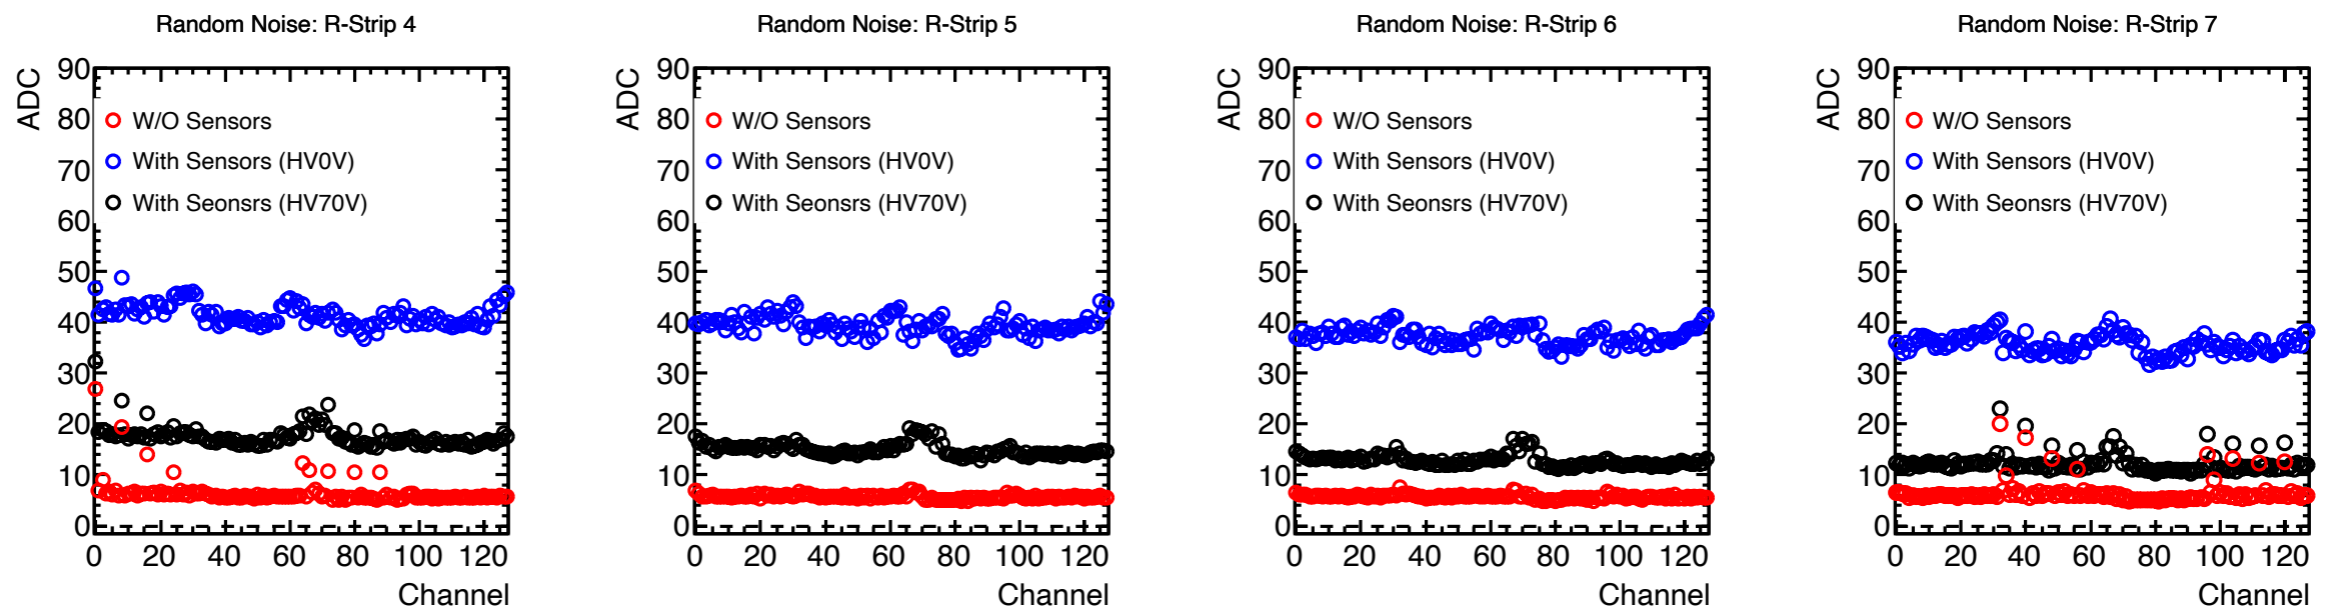 Random Noise: R-Strip 4
ADC
90
80
70
60
50
40
30
20
10
0
W/O Sensors
With Sensors (HV0V)
With Seonsrs (HV70V)
0 20 40 60 80 100 120
Channel
Random Noise: R-Strip 5
ADC
90
80
70
60
50
40
30
20
10
0
W/O Sensors
With Sensors (HV0V)
With Seonsrs (HV70V)
0 20 40 60 80 100 120
Channel
Random Noise: R-Strip 6
ADC
90
80
70
60
50
40
30
20
10
0
W/O Sensors
With Sensors (HV0V)
With Seonsrs (HV70V)
0 20 40 60 80 100 120
Channel
Random Noise: R-Strip 7
ADC
90
80
70
60
50
40
30
20
10
0
W/O Sensors
With Sensors (HV0V)
With Seonsrs (HV70V)
0 20 40 60 80 100 120
Channel